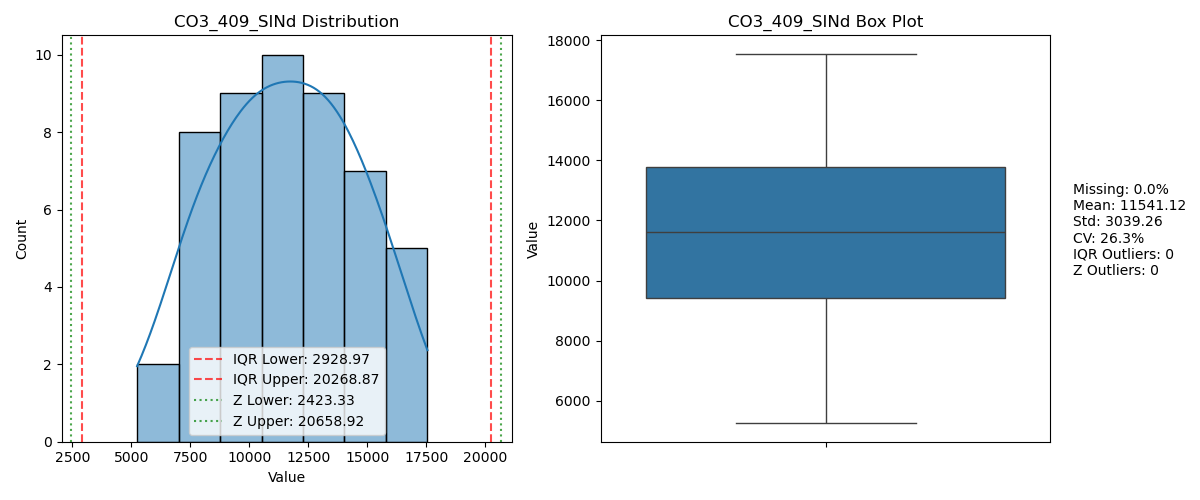 CO3_409_SINd Distribution
10
8
6
4
2
0
Count
2500 5000 7500 10000 12500 15000 17500 20000
Value
IQR Lower: 2928.97
IQR Upper: 20268.87
Z Lower: 2423.33
Z Upper: 20658.92
CO3_409_SINd Box Plot
18000
16000
14000
12000
10000
8000
6000
Value
Missing: 0.0%
Mean: 11541.12
Std: 3039.26
CV: 26.3%
IQR Outliers: 0
Z Outliers: 0